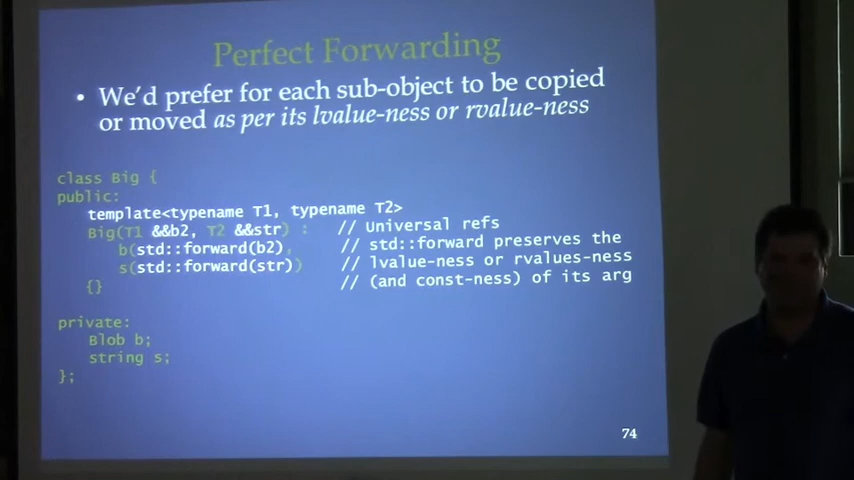 Perfect Forwarding
• We'd prefer for each sub-object to be copied
or moved as per its lvalue-ness or rvalue-ness
class Big {
public:
template<typename T1, typename T2>
Big(T1 &&b2, T2 &&str) : // Universal refs
b(std::forward(b2), // std::forward preserves the
s(std::forward(str)) // lvalue-ness or rvalues-ness
{} // (and const-ness) of its arg
private:
Blob b;
string s;
};
74